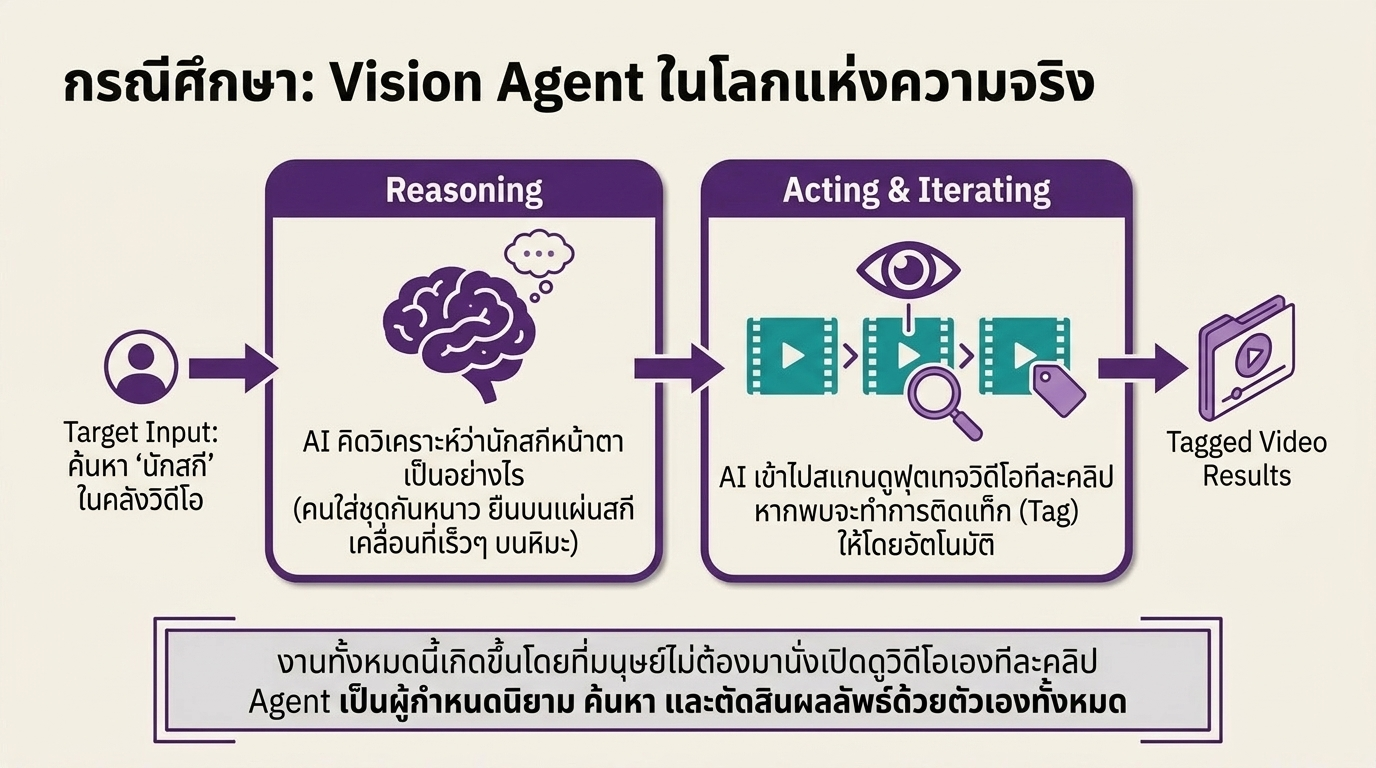 กรณีศึกษา: Vision Agent ในโลกแห่งความจริง
Target Input:
ค้นหา ‘นักสกี’
ในคลังวิดีโอ
Reasoning
AI คิดวิเคราะห์ว่านักสกีหน้าตา
เป็นอย่างไร
(คนใส่ชุดกันหนาว ยืนบนแผ่นสกี
เคลื่อนที่เร็วๆ บนหิมะ)
Acting & Iterating
AI เข้าไปสแกนดูฟุตเทจวิดีโอทีละคลิป
หากพบจะทำการติดแท็ก (Tag)
ให้โดยอัตโนมัติ
Tagged Video
Results
งานทั้งหมดนี้เกิดขึ้นโดยที่มนุษย์ไม่ต้องมานั่งเปิดดูวิดีโอเองทีละคลิป
Agent เป็นผู้กำหนดนิยาม ค้นหา และตัดสินผลลัพธ์ด้วยตัวเองทั้งหมด